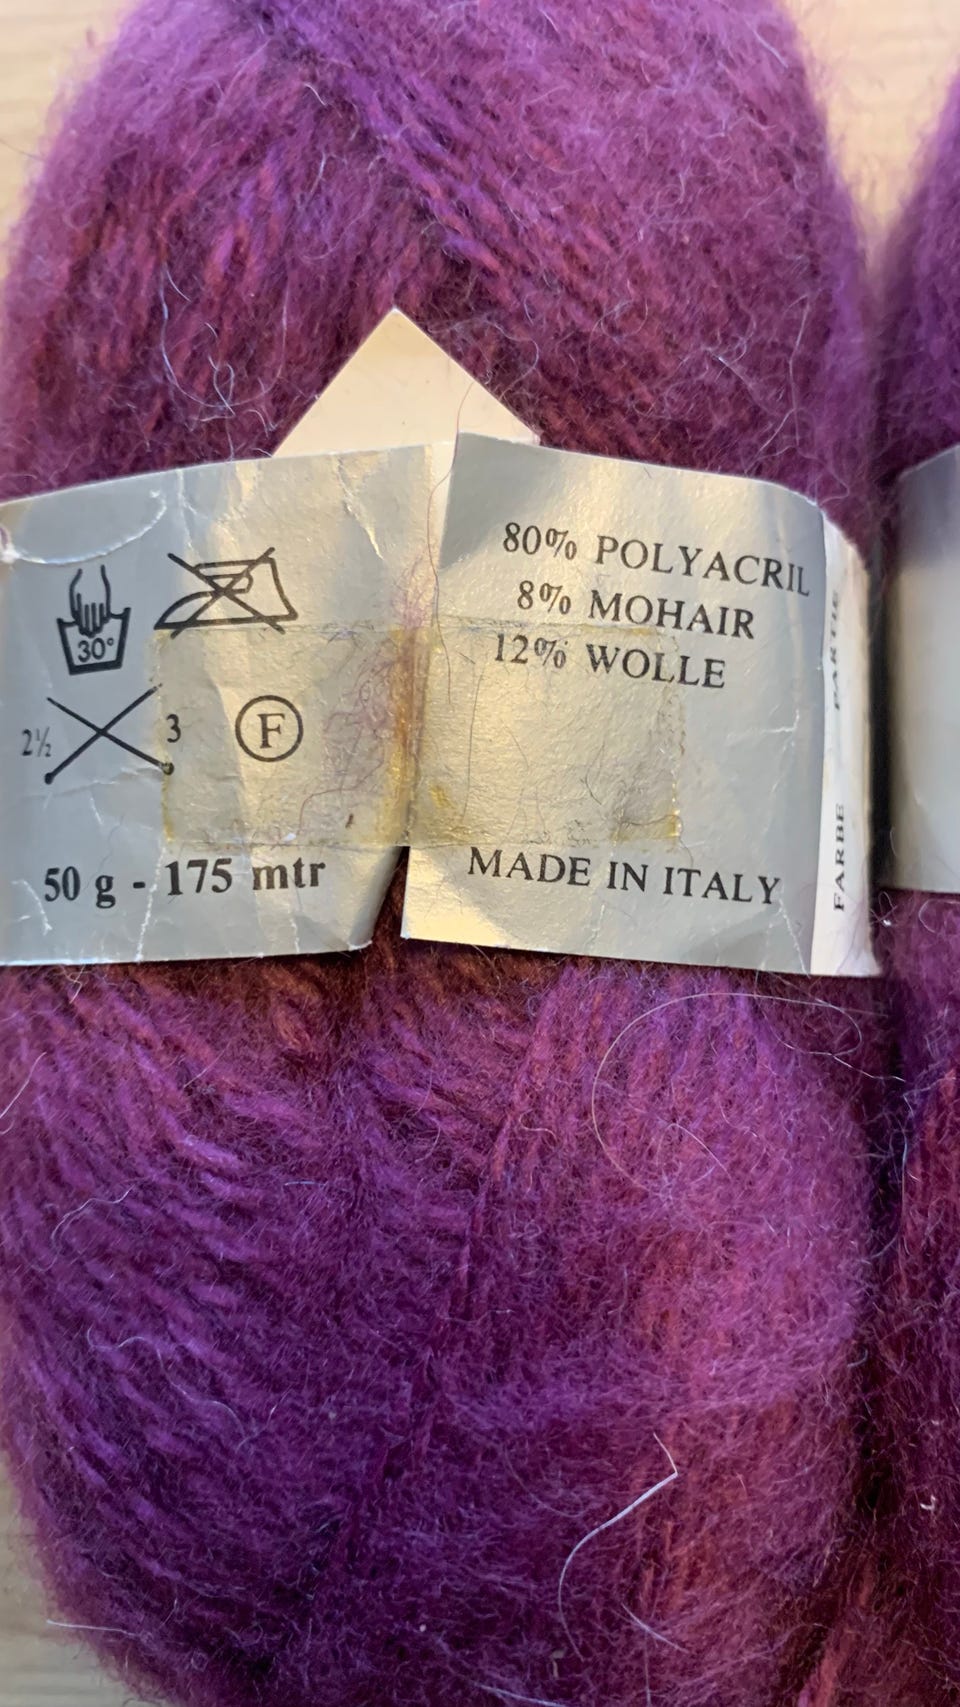 30°
2½
3
F
50 g - 175 mtr
80% POLYACRIL
8% MOHAIR
12% WOLLE
MADE IN ITALY
PARTIE
FARBE